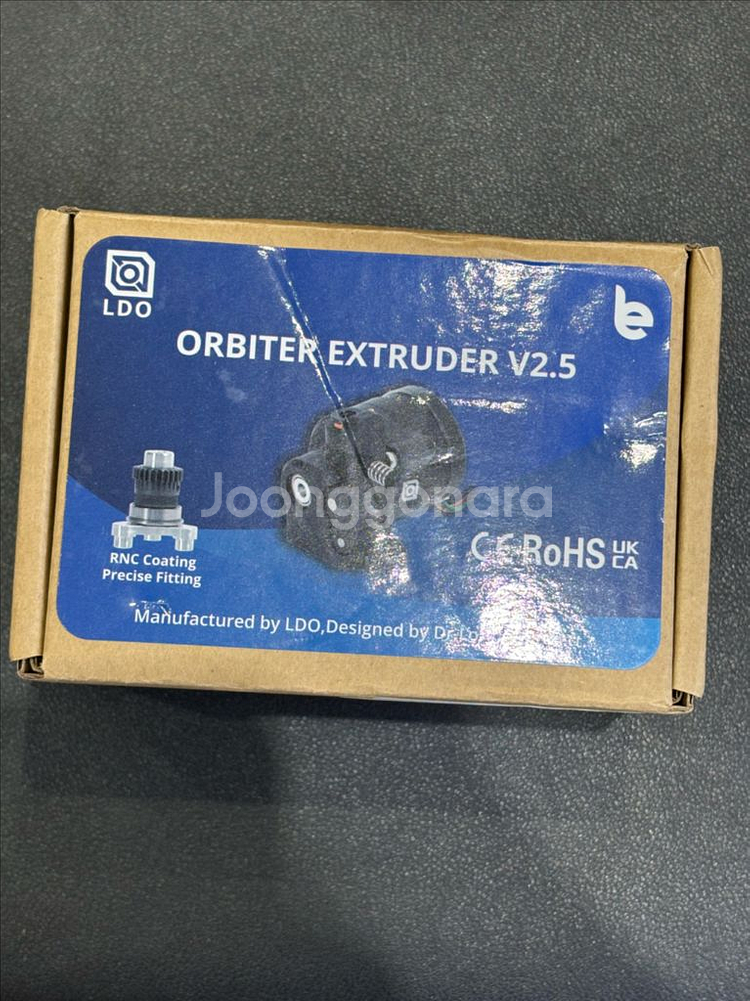 LDO
ORBITER EXTRUDER V2.5
Joonggonara
RNC Coating
Precise Fitting
CE RoHS UK
CA
Manufactured by LDO,Designed by Dr